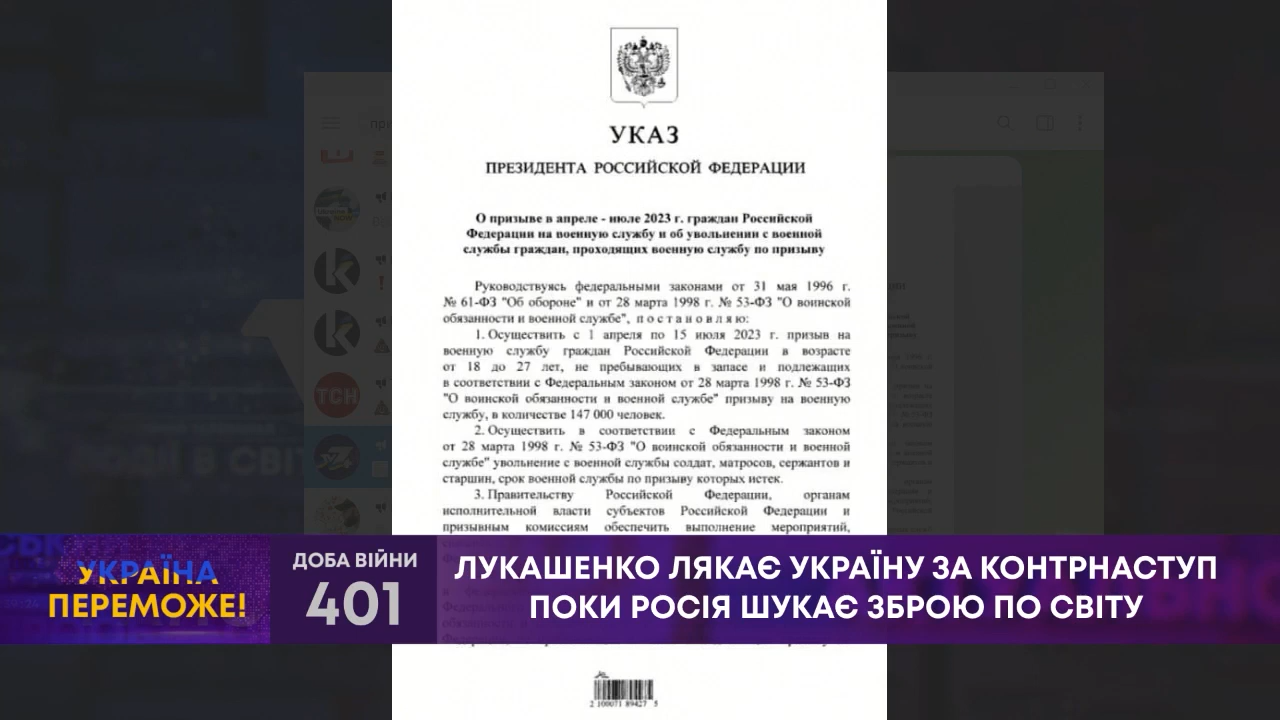 УКАЗ
ПРЕЗИДЕНТА РОССИЙСКОЙ ФЕДЕРАЦИИ
О призыве в апреле - июле 2023 г. граждан Российской
Федерации на военную службу и об увольнении с военной
службы граждан, проходящих военную службу по призыву
Руководствуясь федеральными законами от 31 мая 1996 г.
№ 61-ФЗ "Об обороне" и от 28 марта 1998 г. № 53-ФЗ "О воинской
обязанности и военной службе", п о с т а н о в л я ю:
1. Осуществить с 1 апреля по 15 июля 2023 г. призыв на
военную службу граждан Российской Федерации в возрасте
от 18 до 27 лет, не пребывающих в запасе и подлежащих
в соответствии с Федеральным законом от 28 марта 1998 г. № 53-ФЗ
"О воинской обязанности и военной службе" призыву на военную
службу, в количестве 147 000 человек.
2. Осуществить в соответствии с Федеральным законом
от 28 марта 1998 г. № 53-ФЗ "О воинской обязанности и военной
службе" увольнение с военной службы солдат, матросов, сержантов и
старшин, срок военной службы по призыву которых истек.
3. Правительству Российской Федерации, органам
исполнительной власти субъектов Российской Федерации и
призывным комиссиям обеспечить выполнение мероприятий,
ТСН
УКРАЇНА
ПЕРЕМОЖЕ!
ДОБА ВІЙНИ
401
ЛУКАШЕНКО ЛЯКАЄ УКРАЇНУ ЗА КОНТРНАСТУП
ПОКИ РОСІЯ ШУКАЄ ЗБРОЮ ПО СВІТУ
2 100071 89427 5